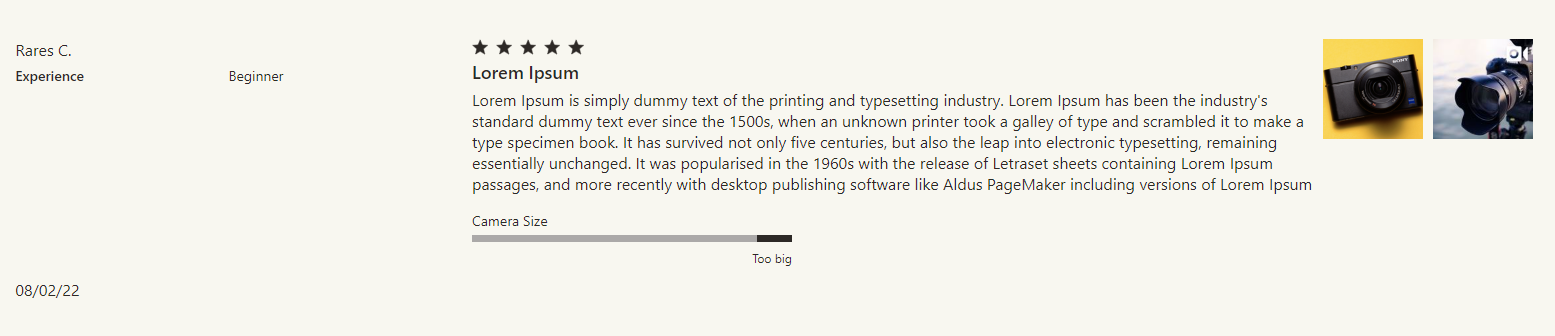 Rares C.
Experience Beginner
Lorem Ipsum
Lorem Ipsum is simply dummy text of the printing and typesetting industry. Lorem Ipsum has been the industry's
standard dummy text ever since the 1500s, when an unknown printer took a galley of type and scrambled it to make a
type specimen book. It has survived not only five centuries, but also the leap into electronic typesetting, remaining
essentially unchanged. It was popularised in the 1960s with the release of Letraset sheets containing Lorem Ipsum
passages, and more recently with desktop publishing software like Aldus PageMaker including versions of Lorem Ipsum
Camera Size
Too big
08/02/22
SONY